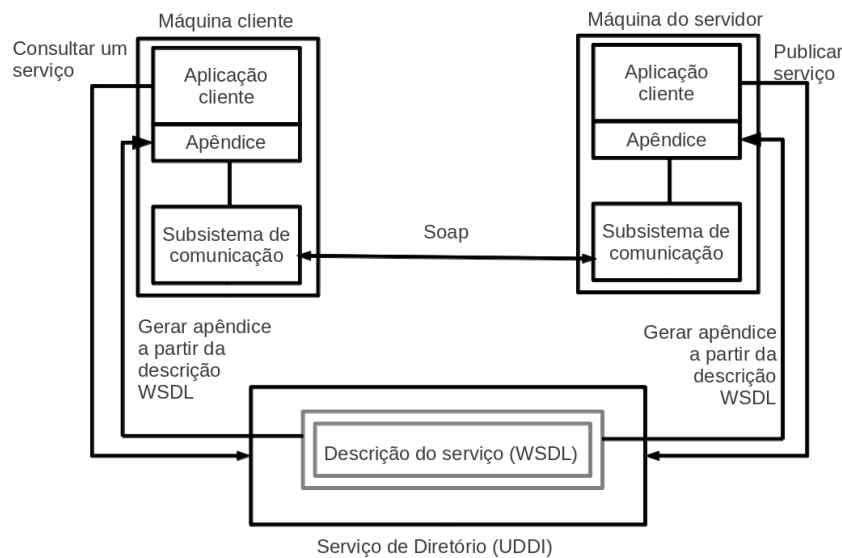 Máquina cliente
Máquina do servidor
Consultar um
serviço
Aplicação
cliente
Apêndice
Subsistema de
comunicação
Soap
Aplicação
cliente
Apêndice
Subsistema de
comunicação
Publicar
serviço
Gerar apêndice
a partir da
descrição
WSDL
Gerar apêndice
a partir da
descrição
WSDL
Descrição do serviço (WSDL)
Serviço de Diretório (UDDI)